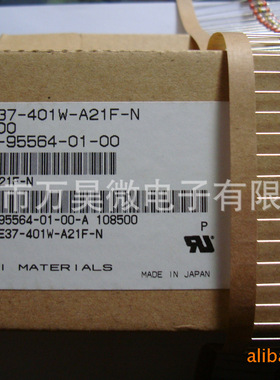 E37-401W-A21F-N
00
-95564-01-00
21F-N
市万昊微电子有限
95564-01-00-A 108500
E37-401W-A21F-N
P
I MATERIALS
MADE IN JAPAN
aliba